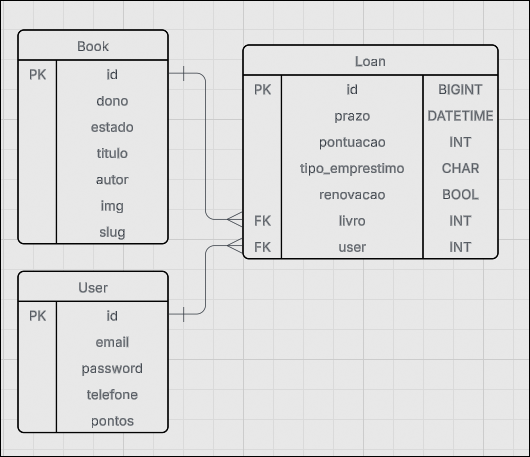 Book
PK id
dono
estado
titulo
autor
img
slug
Loan
PK id BIGINT
prazo DATETIME
pontuacao INT
tipo_emprestimo CHAR
renovacao BOOL
FK livro INT
FK user INT
User
PK id
email
password
telefone
pontos